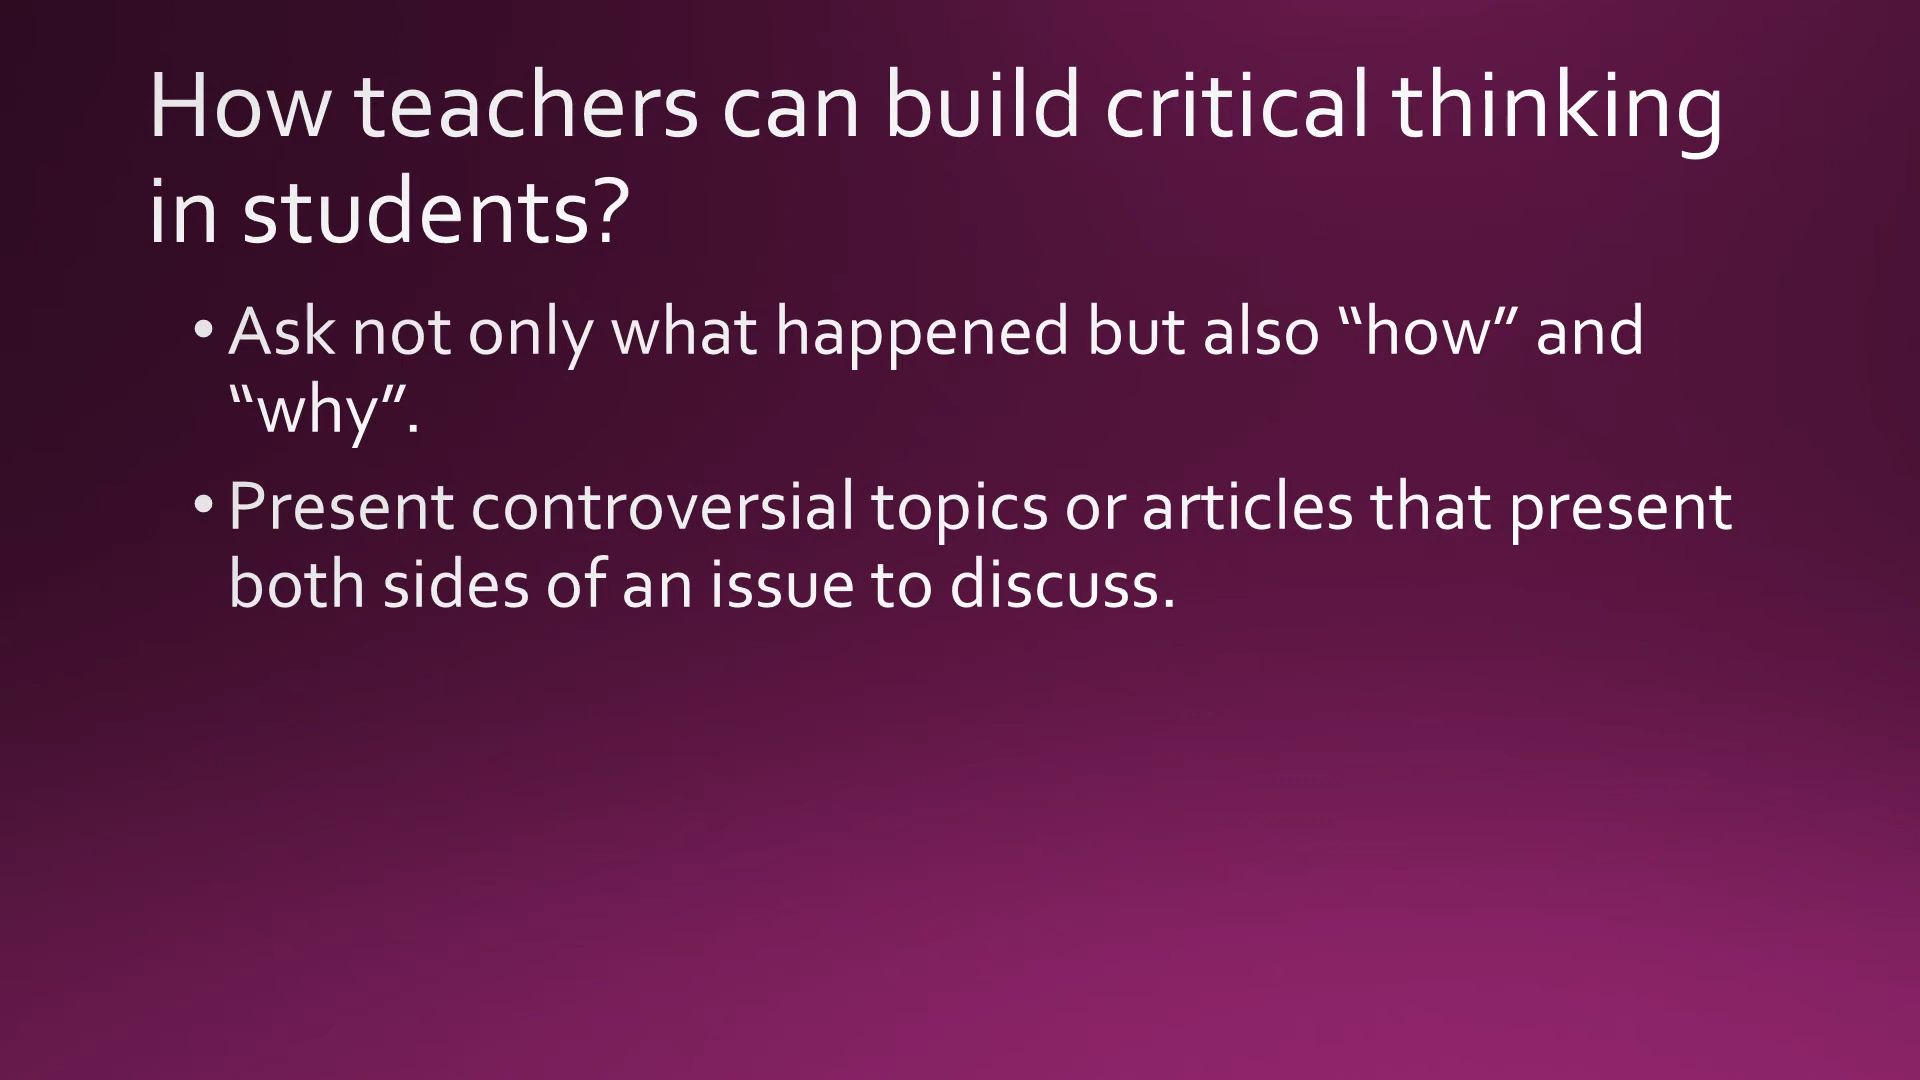 How teachers can build critical thinking
in students?
• Ask not only what happened but also “how” and
“why”.
• Present controversial topics or articles that present
both sides of an issue to discuss.